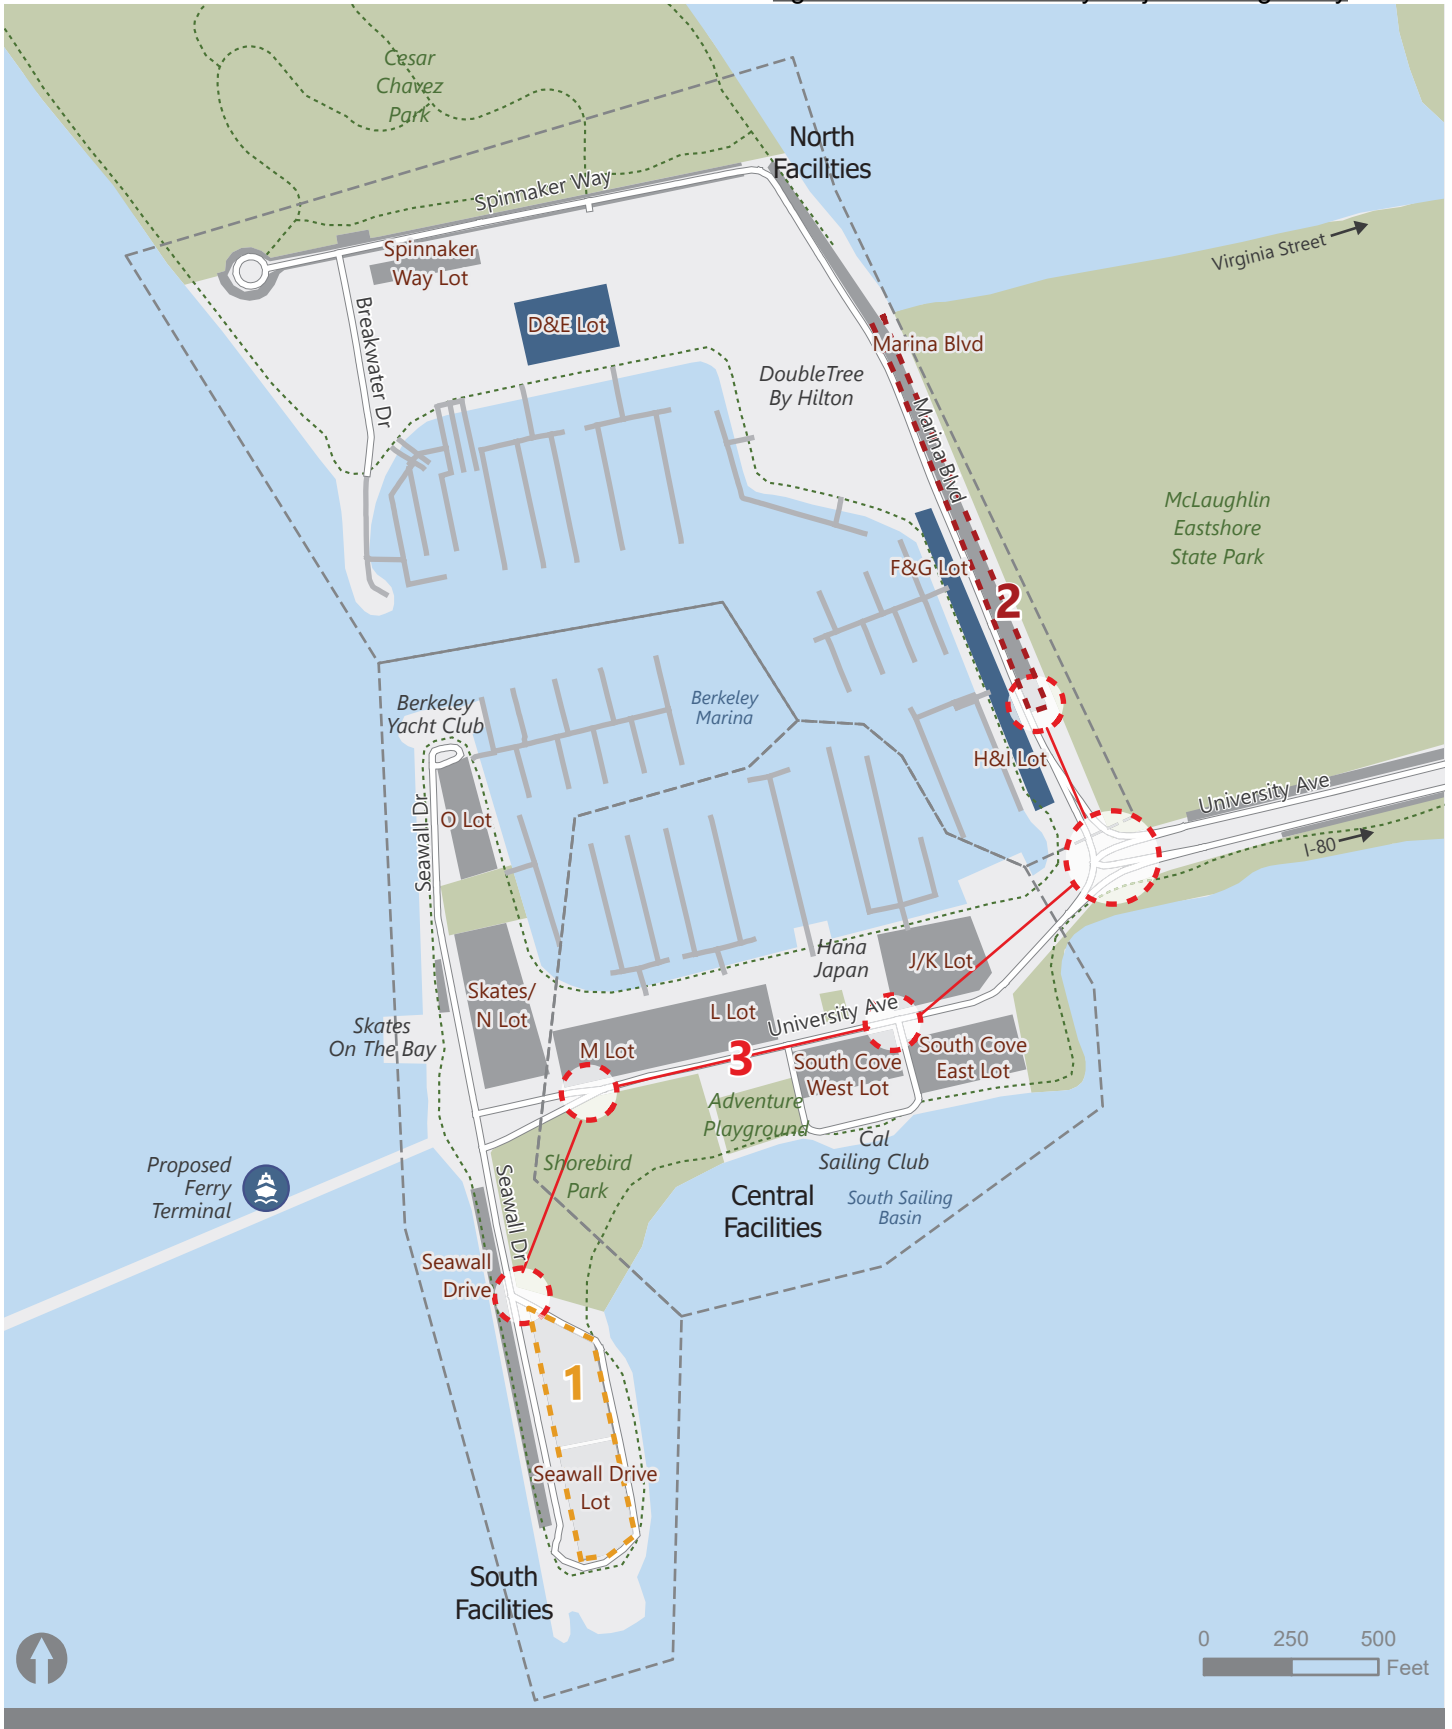 Cesar
Chavez
Park
North
Facilities
Spinnaker Way
Virginia Street
Spinnaker
Way Lot
Breakwater Dr
D&E Lot
Marina Blvd
DoubleTree
By Hilton
Marina Blvd
McLaughlin
Eastshore
State Park
F&G Lot
2
Berkeley
Yacht Club
Berkeley
Marina
H&I Lot
University Ave
I-80
Seawall Dr
O Lot
Hana
Japan
J/K Lot
Skates/
N Lot
L Lot
University Ave
Skates
On The Bay
M Lot
3
South Cove
West Lot
South Cove
East Lot
Adventure
Playground
Cal
Sailing Club
Proposed
Ferry
Terminal
Shorebird
Park
Seawall Dr
Central
Facilities
South Sailing
Basin
Seawall
Drive
1
Seawall Drive
Lot
South
Facilities
0 250 500
Feet